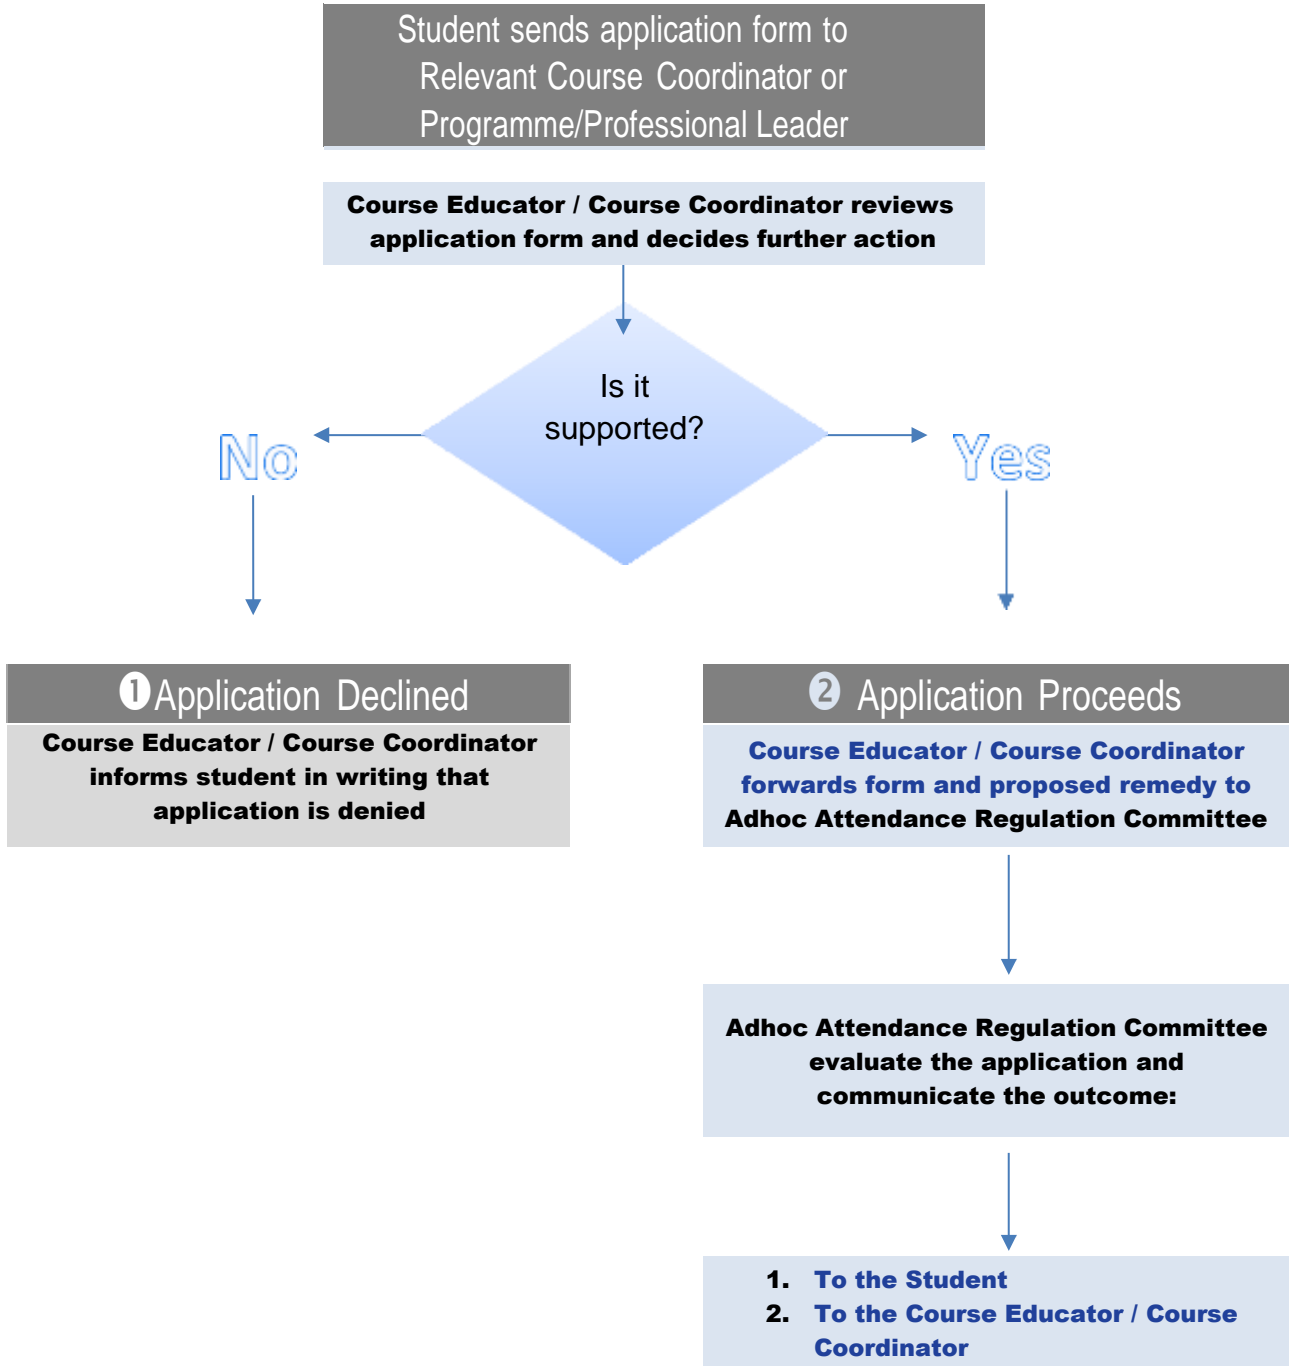 Student sends application form to
Relevant Course Coordinator or
Programme/Professional Leader
Course Educator / Course Coordinator reviews
application form and decides further action
Is it
supported?
No
Yes
❶Application Declined
Course Educator / Course Coordinator
informs student in writing that
application is denied
❷ Application Proceeds
Course Educator / Course Coordinator
forwards form and proposed remedy to
Adhoc Attendance Regulation Committee
Adhoc Attendance Regulation Committee
evaluate the application and
communicate the outcome:
1. To the Student
2. To the Course Educator / Course
Coordinator